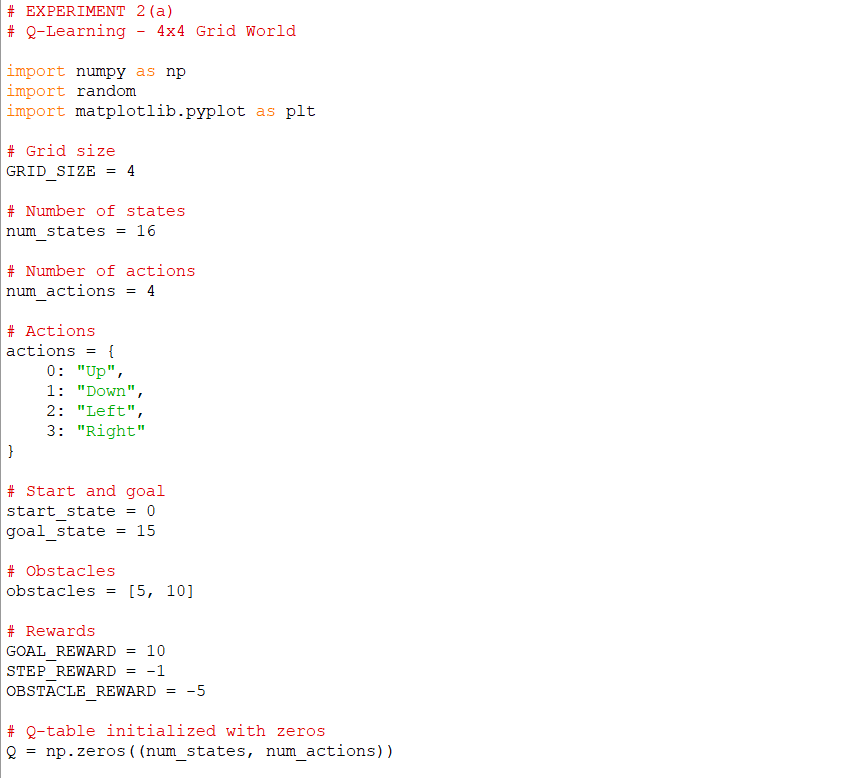 # EXPERIMENT 2(a)
# Q-Learning - 4x4 Grid World

import numpy as np
import random
import matplotlib.pyplot as plt

# Grid size
GRID_SIZE = 4

# Number of states
num_states = 16

# Number of actions
num_actions = 4

# Actions
actions = {
    0: "Up",
    1: "Down",
    2: "Left",
    3: "Right"
}

# Start and goal
start_state = 0
goal_state = 15

# Obstacles
obstacles = [5, 10]

# Rewards
GOAL_REWARD = 10
STEP_REWARD = -1
OBSTACLE_REWARD = -5

# Q-table initialized with zeros
Q = np.zeros((num_states, num_actions))